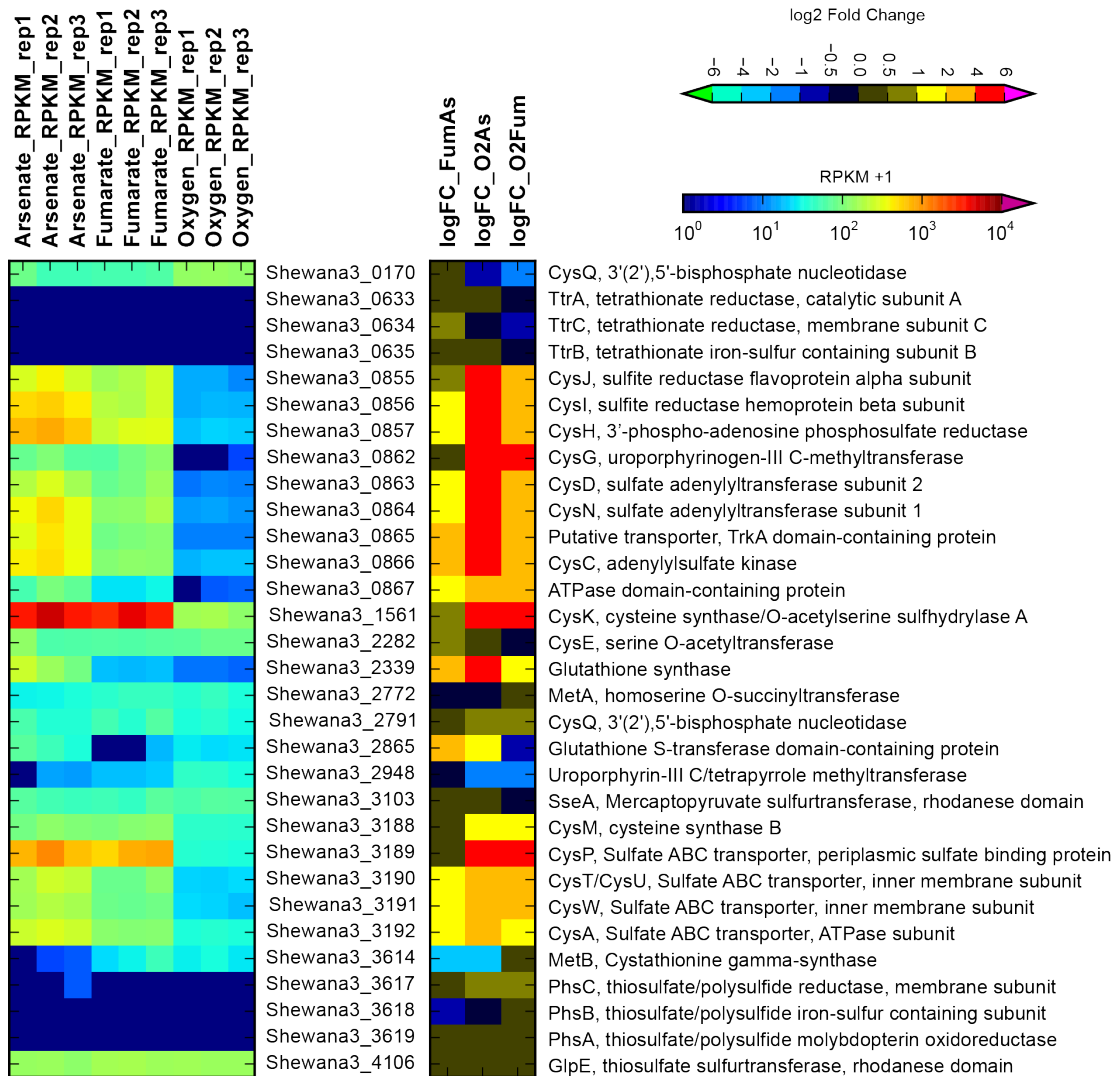 Arsenate_RPKM_rep1
Arsenate_RPKM_rep2
Arsenate_RPKM_rep3
Fumarate_RPKM_rep1
Fumarate_RPKM_rep2
Fumarate_RPKM_rep3
Oxygen_RPKM_rep1
Oxygen_RPKM_rep2
Oxygen_RPKM_rep3
logFC_FumAs
logFC_O2As
logFC_O2Fum
log2 Fold Change
-6 -4 -2 -1 -0.5 0.0 0.5 1 2 4 6
RPKM +1
10^0 10^1 10^2 10^3 10^4
Shewana3_0170 CysQ, 3'(2'),5'-bisphosphate nucleotidase
Shewana3_0633 TtrA, tetrathionate reductase, catalytic subunit A
Shewana3_0634 TtrC, tetrathionate reductase, membrane subunit C
Shewana3_0635 TtrB, tetrathionate iron-sulfur containing subunit B
Shewana3_0855 CysJ, sulfite reductase flavoprotein alpha subunit
Shewana3_0856 CysI, sulfite reductase hemoprotein beta subunit
Shewana3_0857 CysH, 3’-phospho-adenosine phosphosulfate reductase
Shewana3_0862 CysG, uroporphyrinogen-III C-methyltransferase
Shewana3_0863 CysD, sulfate adenylyltransferase subunit 2
Shewana3_0864 CysN, sulfate adenylyltransferase subunit 1
Shewana3_0865 Putative transporter, TrkA domain-containing protein
Shewana3_0866 CysC, adenylylsulfate kinase
Shewana3_0867 ATPase domain-containing protein
Shewana3_1561 CysK, cysteine synthase/O-acetylserine sulfhydrylase A
Shewana3_2282 CysE, serine O-acetyltransferase
Shewana3_2339 Glutathione synthase
Shewana3_2772 MetA, homoserine O-succinyltransferase
Shewana3_2791 CysQ, 3'(2'),5'-bisphosphate nucleotidase
Shewana3_2865 Glutathione S-transferase domain-containing protein
Shewana3_2948 Uroporphyrin-III C/tetrapyrrole methyltransferase
Shewana3_3103 SseA, Mercaptopyruvate sulfurtransferase, rhodanese domain
Shewana3_3188 CysM, cysteine synthase B
Shewana3_3189 CysP, Sulfate ABC transporter, periplasmic sulfate binding protein
Shewana3_3190 CysT/CysU, Sulfate ABC transporter, inner membrane subunit
Shewana3_3191 CysW, Sulfate ABC transporter, inner membrane subunit
Shewana3_3192 CysA, Sulfate ABC transporter, ATPase subunit
Shewana3_3614 MetB, Cystathionine gamma-synthase
Shewana3_3617 PhsC, thiosulfate/polysulfide reductase, membrane subunit
Shewana3_3618 PhsB, thiosulfate/polysulfide iron-sulfur containing subunit
Shewana3_3619 PhsA, thiosulfate/polysulfide molybdopterin oxidoreductase
Shewana3_4106 GlpE, thiosulfate sulfurtransferase, rhodanese domain